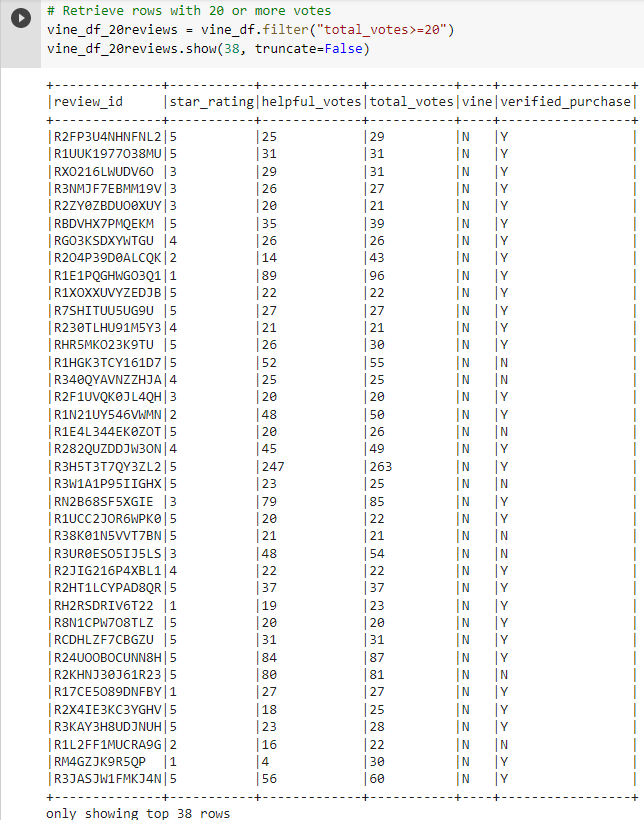 # Retrieve rows with 20 or more votes
vine_df_20reviews = vine_df.filter("total_votes>=20")
vine_df_20reviews.show(38, truncate=False)
+--------------+-----------+-------------+-----------+----+-----------------+
|review_id     |star_rating|helpful_votes|total_votes|vine|verified_purchase|
+--------------+-----------+-------------+-----------+----+-----------------+
|R2FP3U4NHNFNL2|5          |25           |29         |N   |Y                |
|R1UUK1977O38MU|5          |31           |31         |N   |Y                |
|RXO216LWUDV6O |3          |29           |31         |N   |Y                |
|R3NMJF7EBMM19V|3          |26           |27         |N   |Y                |
|R2ZY0ZBDUO0XUY|3          |20           |21         |N   |Y                |
|RBDVHX7PMQEKM |5          |35           |39         |N   |Y                |
|RGO3KSDXYWTGU |4          |26           |26         |N   |Y                |
|R2O4P39D0ALCQK|2          |14           |43         |N   |Y                |
|R1E1PQGHWGO3Q1|1          |89           |96         |N   |Y                |
|R1XOXXUVYZEDJB|5          |22           |22         |N   |Y                |
|R7SHITUU5UG9U |5          |27           |27         |N   |Y                |
|R230TLHU91M5Y3|4          |21           |21         |N   |Y                |
|RHR5MKO23K9TU |5          |26           |30         |N   |Y                |
|R1HGK3TCY161D7|5          |52           |55         |N   |N                |
|R340QYAVNZZHJA|4          |25           |25         |N   |N                |
|R2F1UVQK0JL4QH|3          |20           |20         |N   |Y                |
|R1N21UY546VWMN|2          |48           |50         |N   |Y                |
|R1E4L344EK0ZOT|5          |20           |26         |N   |N                |
|R282QUZDDJW3ON|4          |45           |49         |N   |Y                |
|R3H5T3T7QY3ZL2|5          |247          |263        |N   |Y                |
|R3W1A1P95IIGHX|5          |23           |25         |N   |N                |
|RN2B68SF5XGIE |3          |79           |85         |N   |Y                |
|R1UCC2JOR6WPK0|5          |20           |22         |N   |Y                |
|R38K01N5VVT7BN|5          |21           |21         |N   |N                |
|R3UR0ESO5IJ5LS|3          |48           |54         |N   |N                |
|R2JIG216P4XBL1|4          |22           |22         |N   |Y                |
|R2HT1LCYPAD8QR|5          |37           |37         |N   |Y                |
|RH2RSDRIV6T22 |1          |19           |23         |N   |Y                |
|R8N1CPW7O8TLZ |5          |20           |20         |N   |Y                |
|RCDHLZF7CBGZU |5          |31           |31         |N   |Y                |
|R24UOOBOCUNN8H|5          |84           |87         |N   |Y                |
|R2KHNJ30J61R23|5          |80           |81         |N   |N                |
|R17CE5O89DNFBY|1          |27           |27         |N   |Y                |
|R2X4IE3KC3YGHV|5          |18           |25         |N   |Y                |
|R3KAY3H8UDJNUH|5          |23           |28         |N   |Y                |
|R1L2FF1MUCRA9G|2          |16           |22         |N   |N                |
|RM4GZJK9R5QP  |1          |4            |30         |N   |Y                |
|R3JASJW1FMKJ4N|5          |56           |60         |N   |Y                |
+--------------+-----------+-------------+-----------+----+-----------------+
only showing top 38 rows